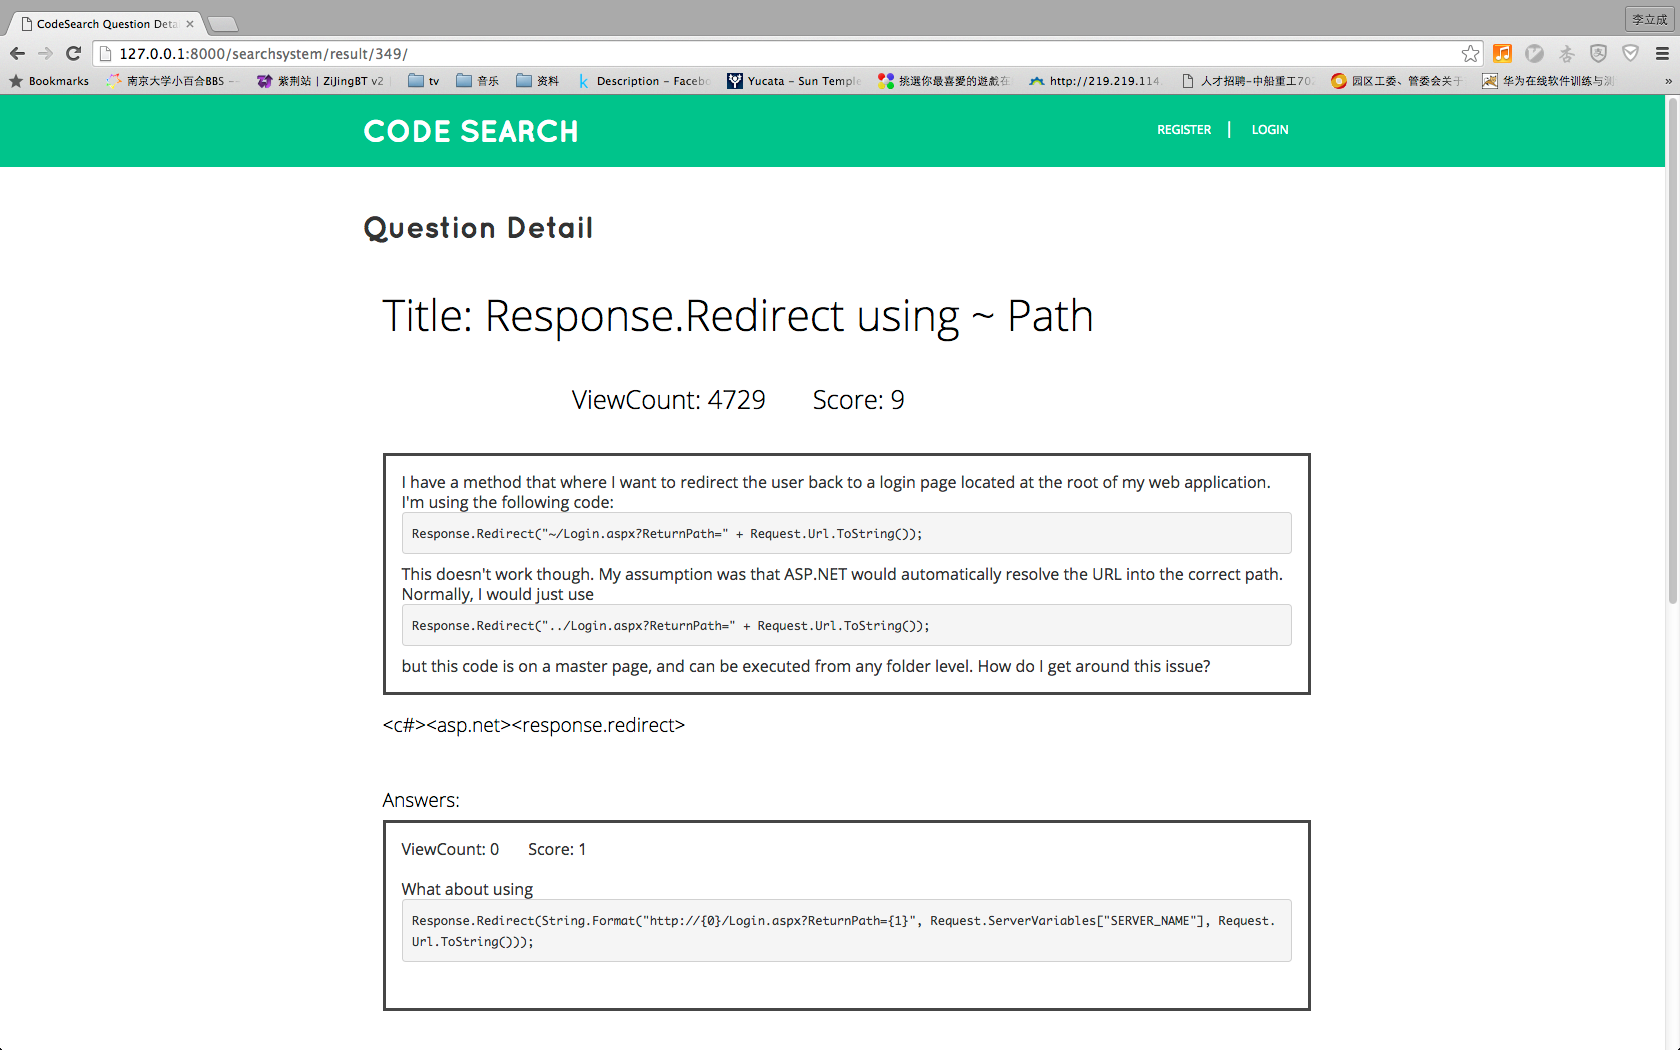 CodeSearch Question Deta
李立成
127.0.0.1:8000/searchsystem/result/349/
Bookmarks
南京大学小百合BBS --
紫荆站 | ZiJingBT v2
tv
音乐
资料
Description - Facebo
Yucata - Sun Temple
挑選你最喜愛的遊戲在
http://219.219.114.
人才招聘-中船重工702
园区工委、管委会关于
华为在线软件训练与测
»
CODE SEARCH
REGISTER | LOGIN
Question Detail
Title: Response.Redirect using ~ Path
ViewCount: 4729 Score: 9
I have a method that where I want to redirect the user back to a login page located at the root of my web application.
I'm using the following code:
Response.Redirect("~/Login.aspx?ReturnPath=" + Request.Url.ToString());
This doesn't work though. My assumption was that ASP.NET would automatically resolve the URL into the correct path.
Normally, I would just use
Response.Redirect("../Login.aspx?ReturnPath=" + Request.Url.ToString());
but this code is on a master page, and can be executed from any folder level. How do I get around this issue?
<c#><asp.net><response.redirect>
Answers:
ViewCount: 0 Score: 1
What about using
Response.Redirect(String.Format("http://{0}/Login.aspx?ReturnPath={1}", Request.ServerVariables["SERVER_NAME"], Request.
Url.ToString()));